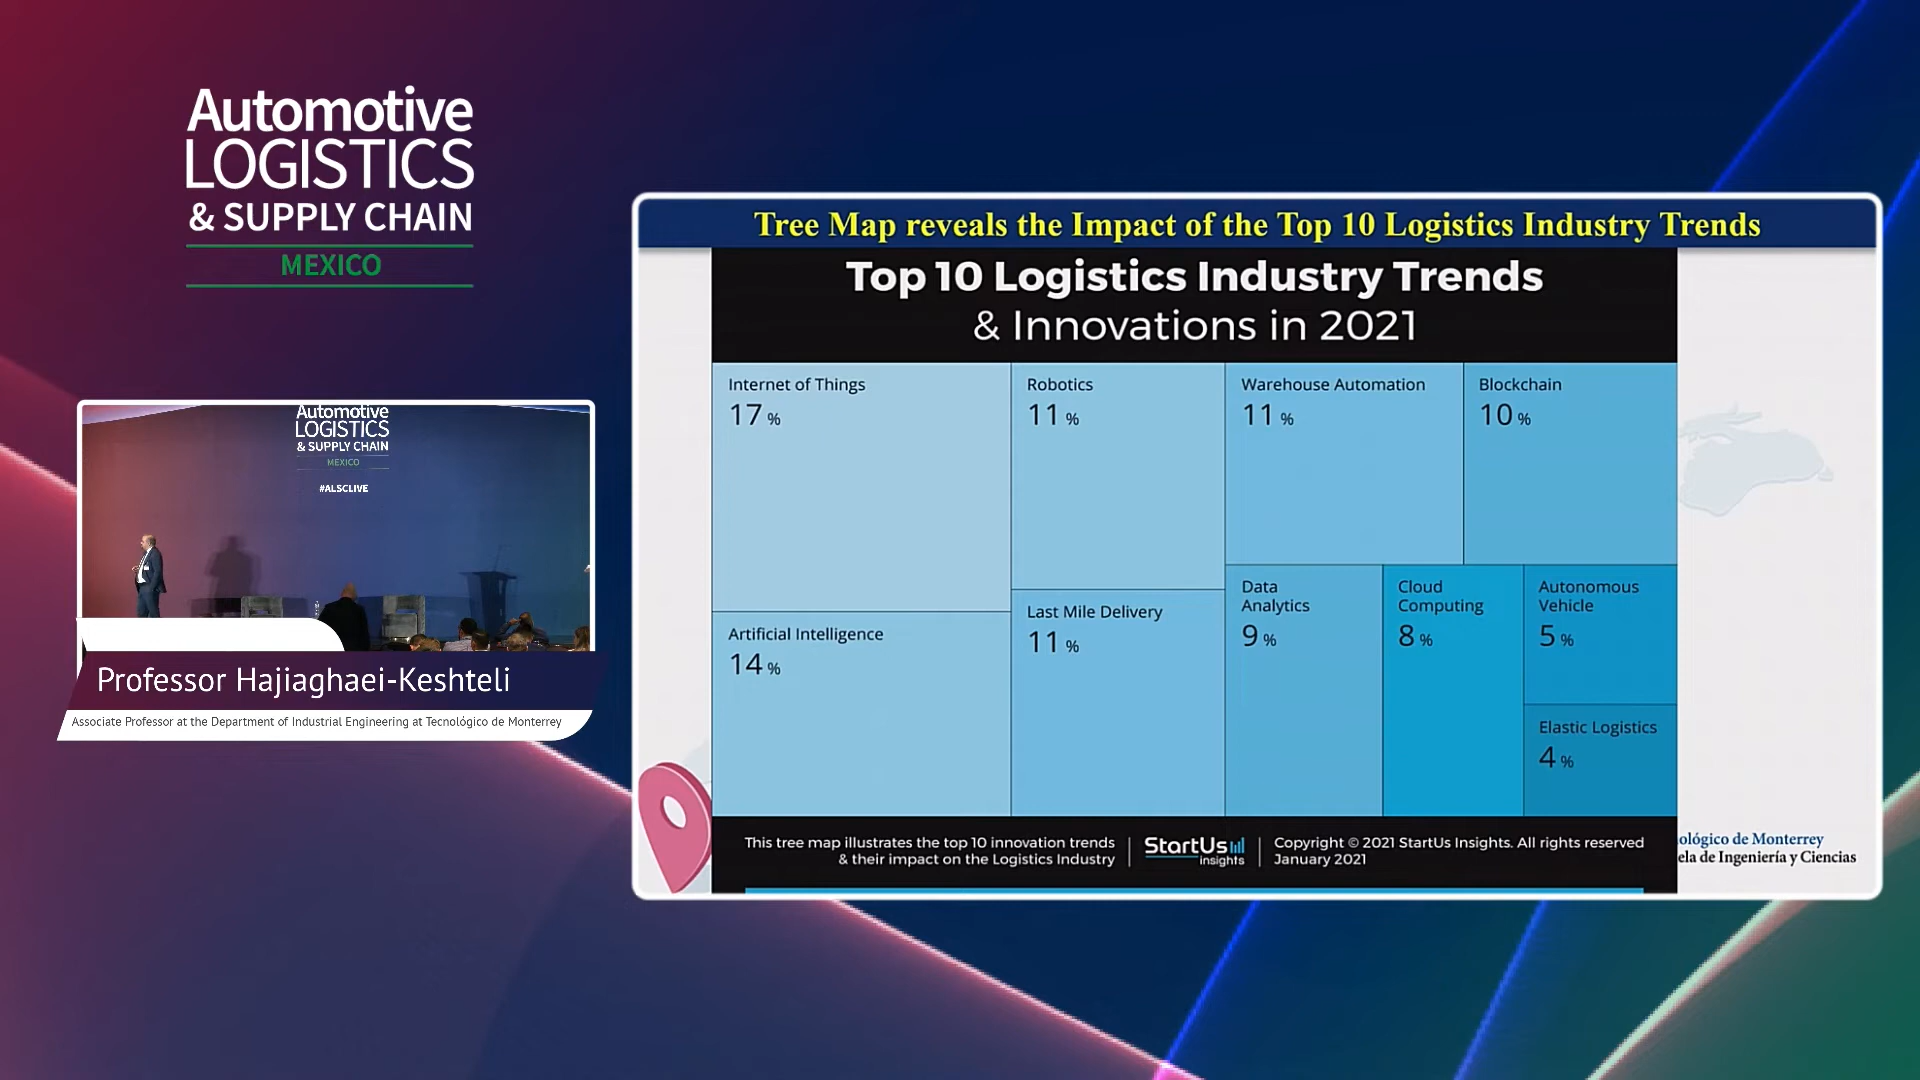 Automotive
LOGISTICS
& SUPPLY CHAIN
MEXICO
Automotive
LOGISTICS
& SUPPLY CHAIN
MEXICO
#ALSCLIVE
Professor Hajiaghaei-Keshteli
Associate Professor at the Department of Industrial Engineering at Tecnológico de Monterrey
Tree Map reveals the Impact of the Top 10 Logistics Industry Trends
Top 10 Logistics Industry Trends
& Innovations in 2021
Internet of Things
17 %
Artificial Intelligence
14 %
Robotics
11 %
Last Mile Delivery
11 %
Warehouse Automation
11 %
Blockchain
10 %
Data
Analytics
9 %
Cloud
Computing
8 %
Autonomous
Vehicle
5 %
Elastic Logistics
4 %
This tree map illustrates the top 10 innovation trends
& their impact on the Logistics Industry
StartUs
insights
Copyright © 2021 StartUs Insights. All rights reserved
January 2021
ológico de Monterrey
ela de Ingeniería y Ciencias